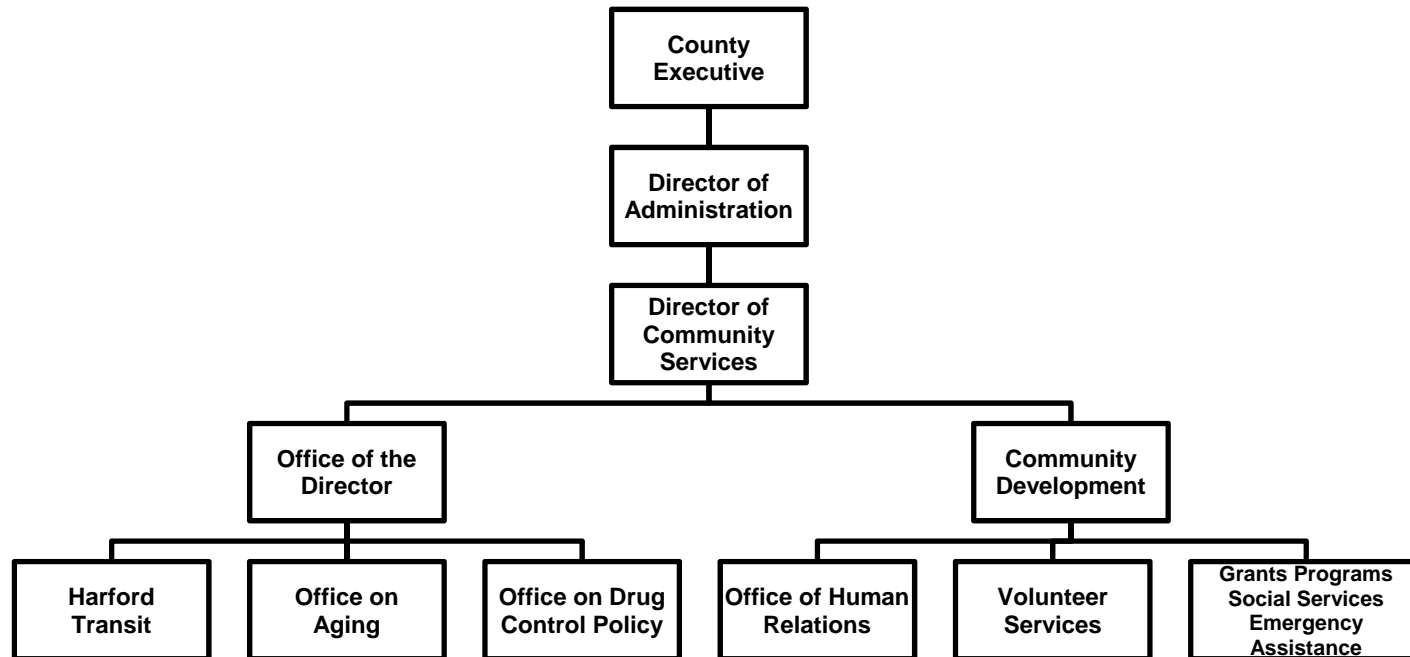 County
Executive
Director of
Administration
Director of
Community
Services
Office of the
Director
Community
Development
Harford
Transit
Office on
Aging
Office on Drug
Control Policy
Office of Human
Relations
Volunteer
Services
Grants Programs
Social Services
Emergency
Assistance